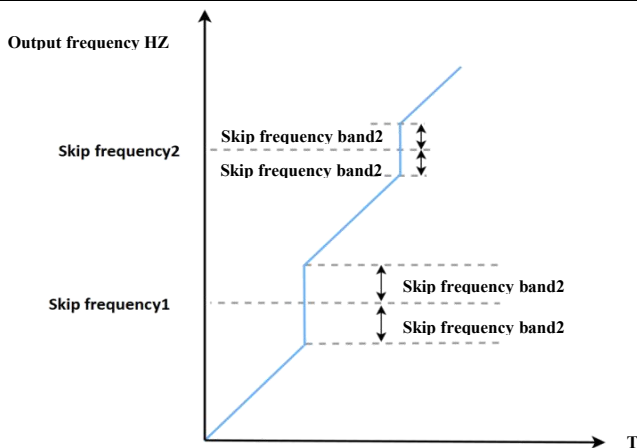 Output frequency HZ
Skip frequency band2
Skip frequency2
Skip frequency band2
Skip frequency band2
Skip frequency1
Skip frequency band2
T